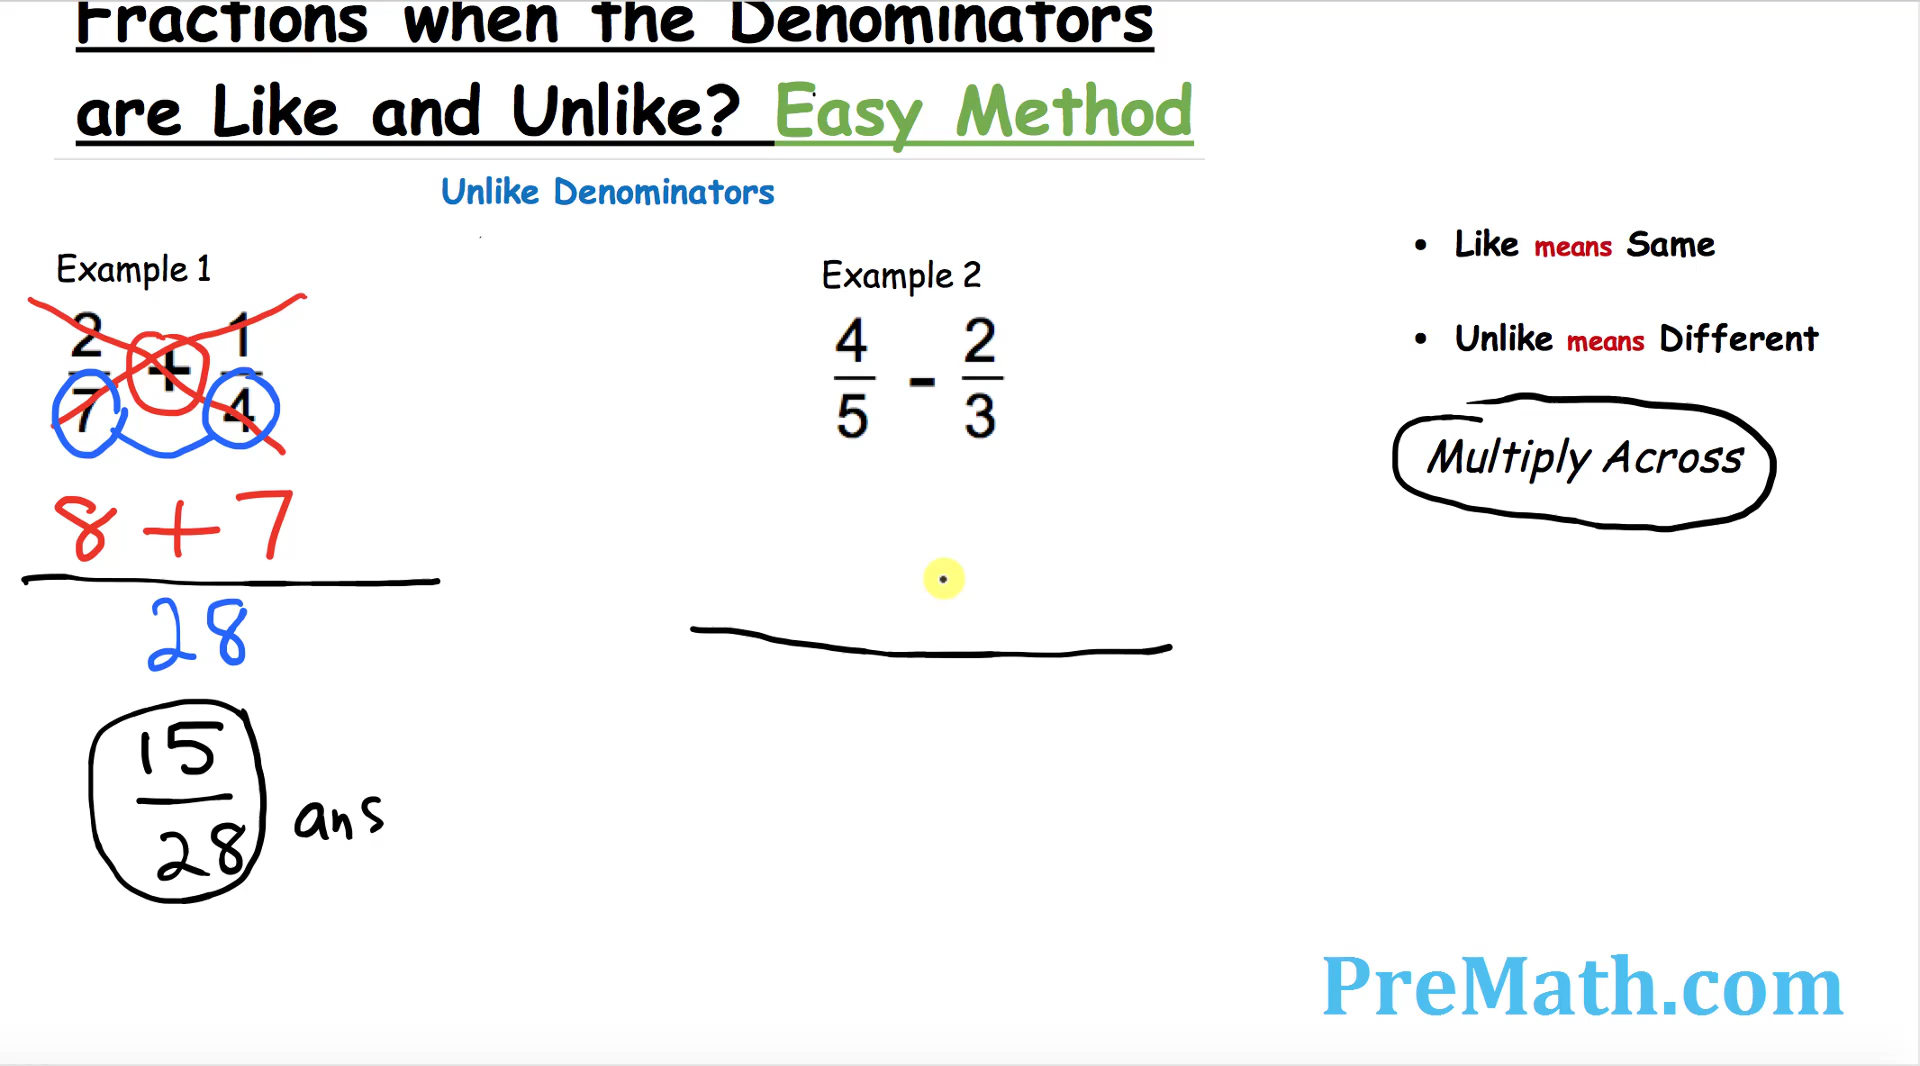 Fractions when the Denominators
are Like and Unlike? Easy Method
Unlike Denominators
Example 1
2/7 + 1/4
8 + 7
28
15/28 ans
Example 2
4/5 - 2/3
• Like means Same
• Unlike means Different
Multiply Across
PreMath.com